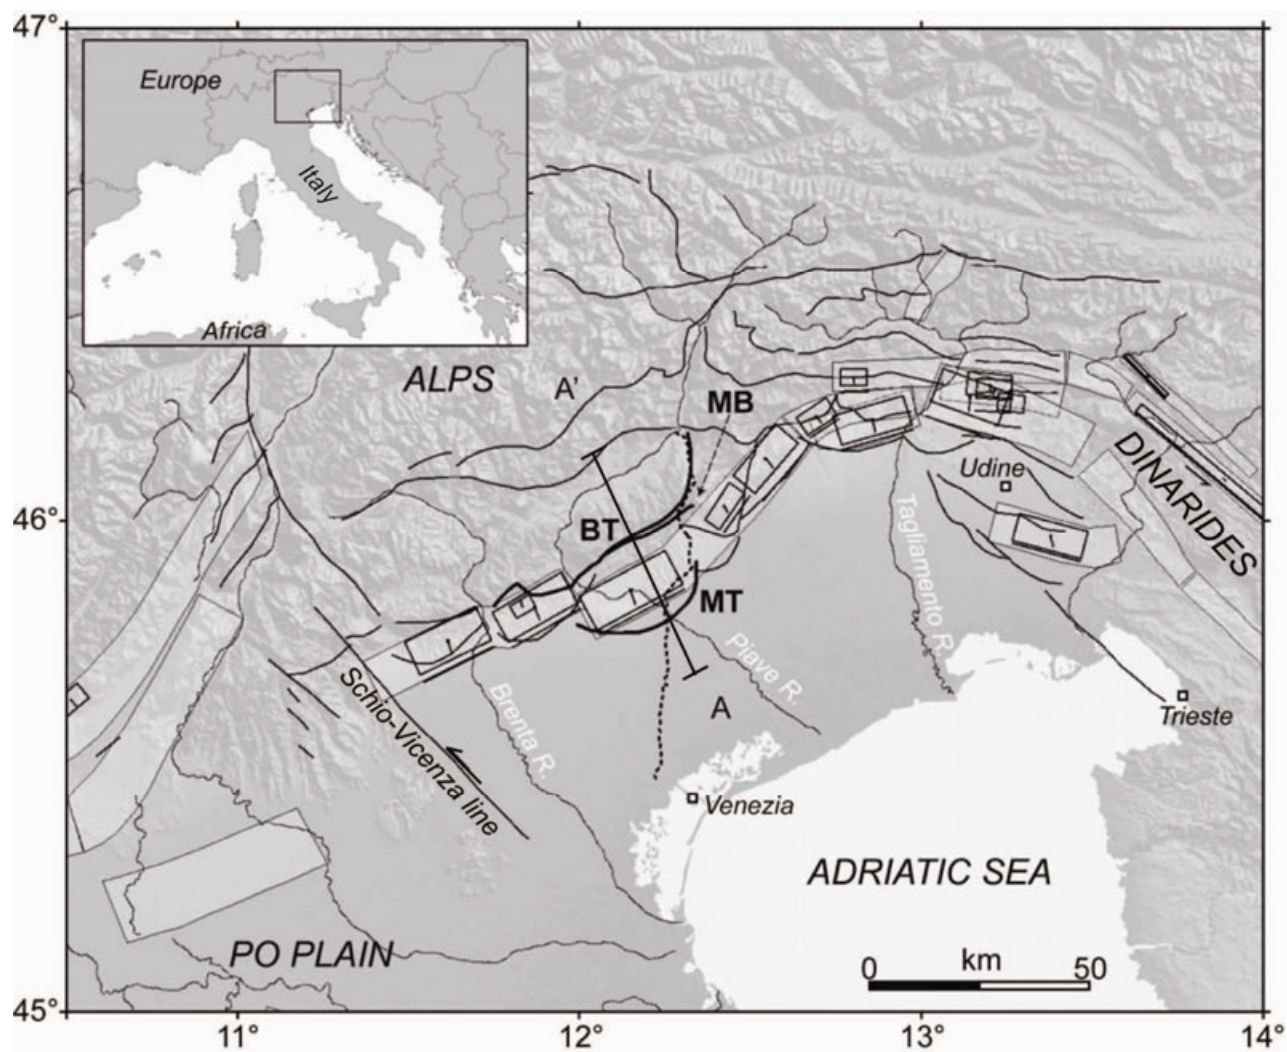 47°
Europe
Italy
Africa
ALPS
A'
MB
Udine
DINARIDES
46°
BT
Tagliamento R.
MT
Piave R.
Schio-Vicenza line
Brenta R.
A
Trieste
Venezia
ADRIATIC SEA
PO PLAIN
km
0 50
45°
11° 12° 13° 14°